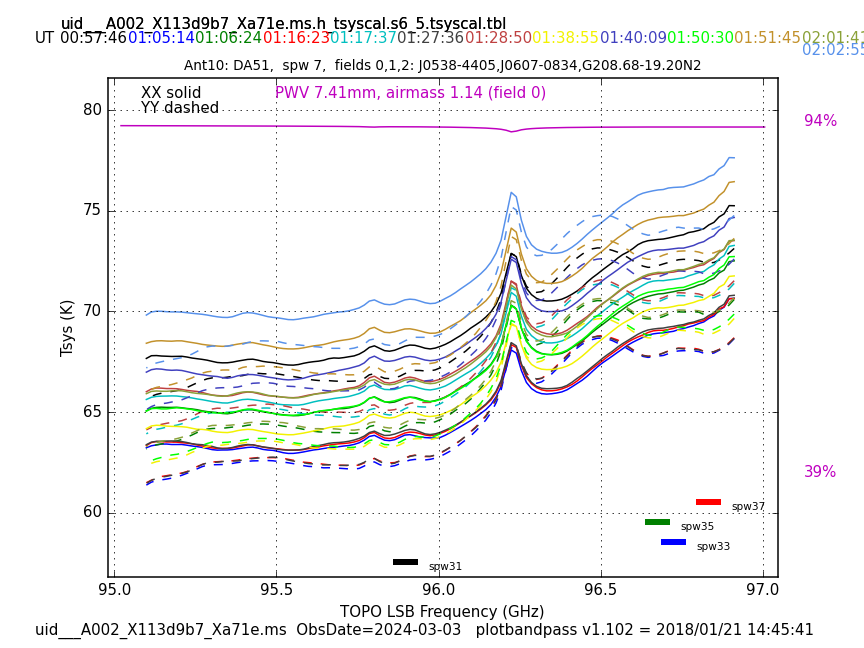 uid___A002_X113d9b7_Xa71e.ms.h_tsyscal.s6_5.tsyscal.tbl
UT 00:57:46 01:05:14 01:06:24 01:16:23 01:17:37 01:27:36 01:28:50 01:38:55 01:40:09 01:50:30 01:51:45 02:01:4
02:02:55
Ant10: DA51, spw 7, fields 0,1,2: J0538-4405,J0607-0834,G208.68-19.20N2
XX solid
PWV 7.41mm, airmass 1.14 (field 0)
YY dashed
94%
39%
80
75
70
65
60
Tsys (K)
spw37
spw35
spw33
spw31
95.0 95.5 96.0 96.5 97.0
TOPO LSB Frequency (GHz)
uid___A002_X113d9b7_Xa71e.ms ObsDate=2024-03-03 plotbandpass v1.102 = 2018/01/21 14:45:41